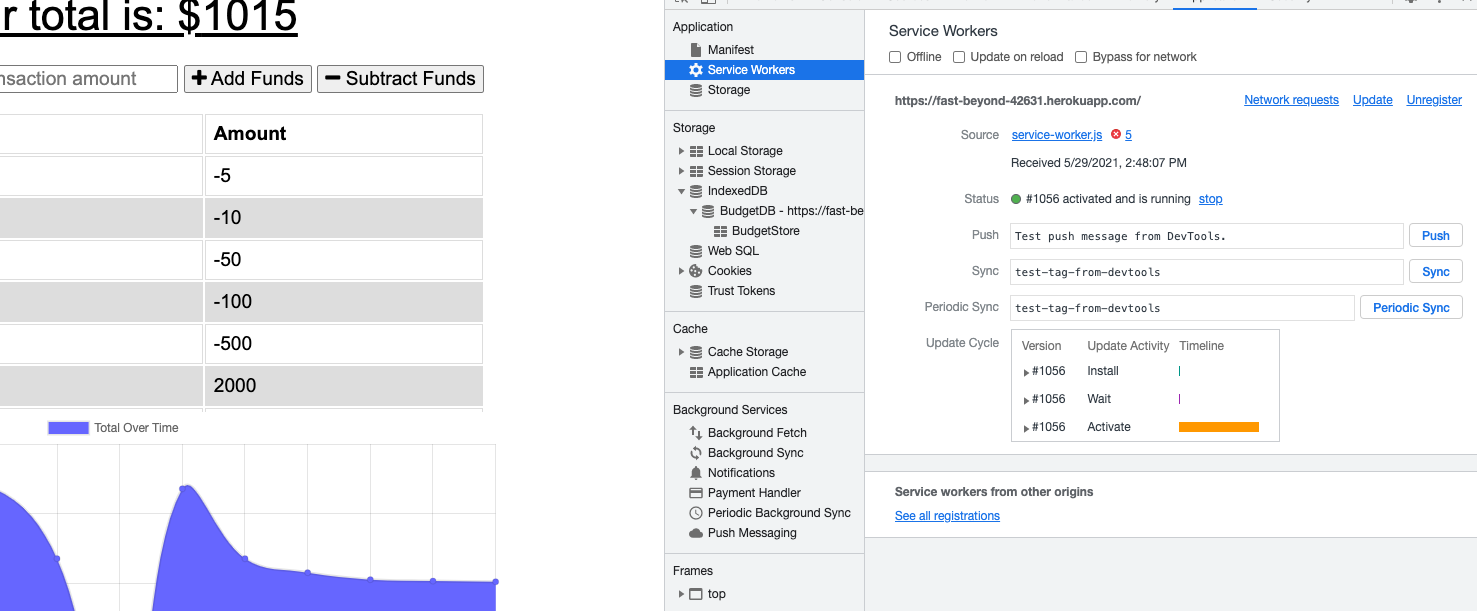 r total is: $1015
nsaction amount
Add Funds
Subtract Funds
Amount
-5
-10
-50
-100
-500
2000
Total Over Time
Application
Manifest
Service Workers
Storage
Storage
Local Storage
Session Storage
IndexedDB
BudgetDB - https://fast-be
BudgetStore
Web SQL
Cookies
Trust Tokens
Cache
Cache Storage
Application Cache
Background Services
Background Fetch
Background Sync
Notifications
Payment Handler
Periodic Background Sync
Push Messaging
Frames
top
Service Workers
Offline Update on reload Bypass for network
https://fast-beyond-42631.herokuapp.com/ Network requests Update Unregister
Source service-worker.js 5
Received 5/29/2021, 2:48:07 PM
Status #1056 activated and is running stop
Push Test push message from DevTools. Push
Sync test-tag-from-devtools Sync
Periodic Sync test-tag-from-devtools Periodic Sync
Update Cycle Version Update Activity Timeline
#1056 Install
#1056 Wait
#1056 Activate
Service workers from other origins
See all registrations